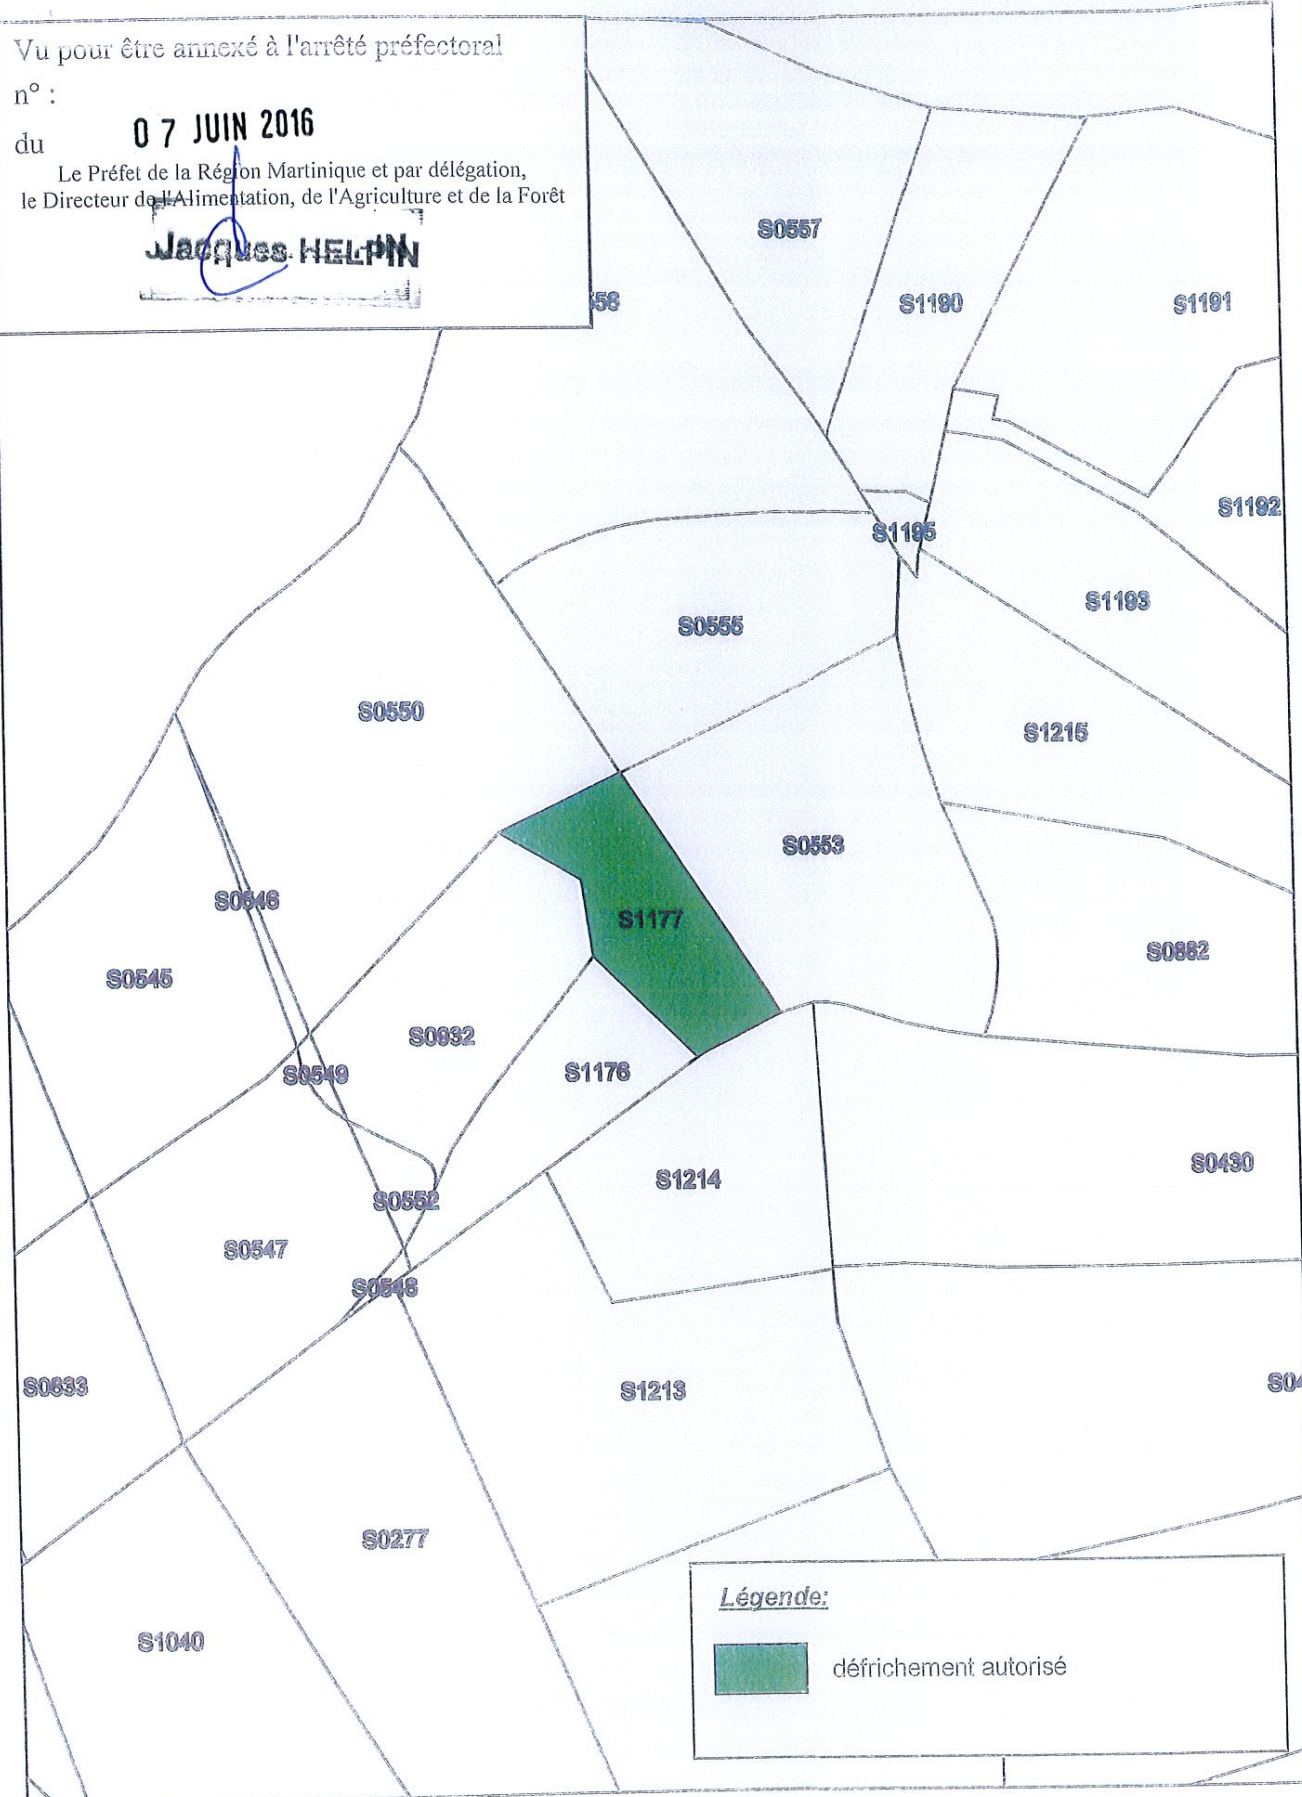 Vu pour être annexé à l'arrêté préfectoral
n° :
du 07 JUIN 2016
Le Préfet de la Région Martinique et par délégation,
le Directeur de l'Alimentation, de l'Agriculture et de la Forêt
Jacques HELPIN
S0557
56
S1190
S1191
S1192
S1195
S1193
S0555
S0550
S1215
S0553
S0546
S1177
S0882
S0545
S0932
S0549
S1176
S0430
S1214
S0552
S0547
S0548
S0833
S1213
S04
S0277
Légende:
S1040
défrichement autorisé